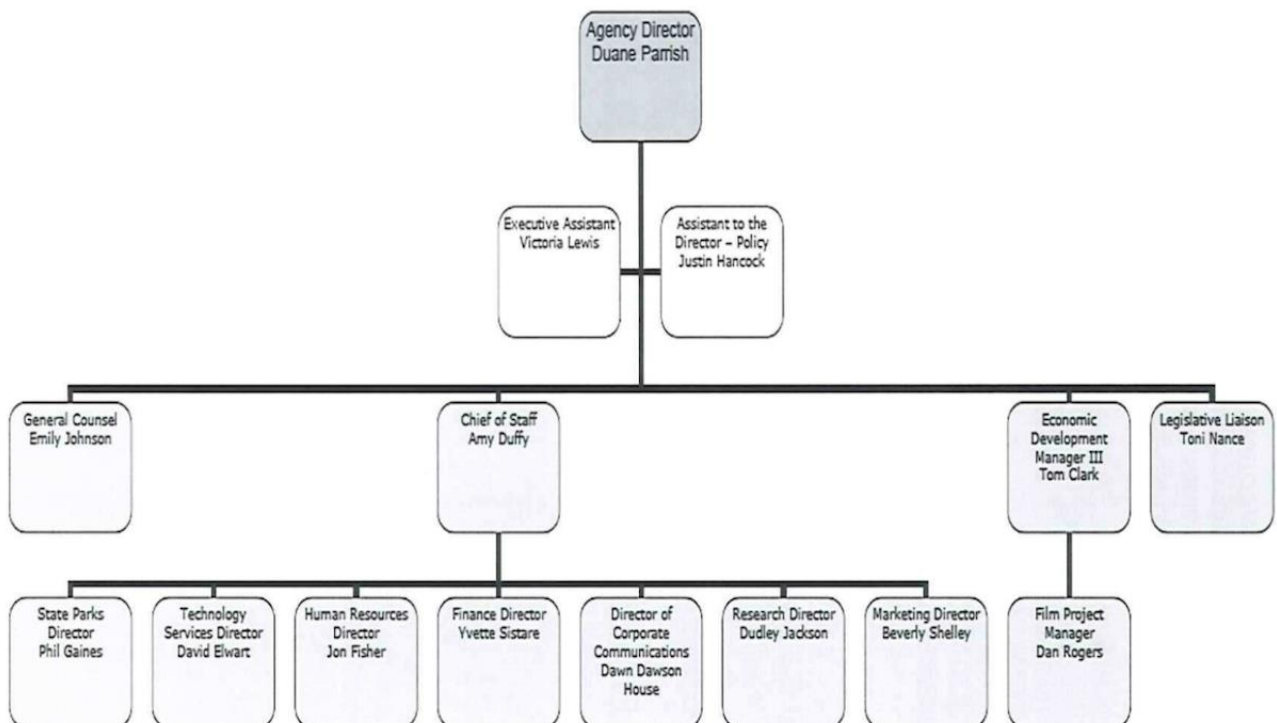 Agency Director
Duane Parrish
Executive Assistant
Victoria Lewis
Assistant to the
Director – Policy
Justin Hancock
General Counsel
Emily Johnson
Chief of Staff
Amy Duffy
Economic
Development
Manager III
Tom Clark
Legislative Liaison
Toni Nance
State Parks
Director
Phil Gaines
Technology
Services Director
David Elwart
Human Resources
Director
Jon Fisher
Finance Director
Yvette Sistare
Director of
Corporate
Communications
Dawn Dawson
House
Research Director
Dudley Jackson
Marketing Director
Beverly Shelley
Film Project
Manager
Dan Rogers